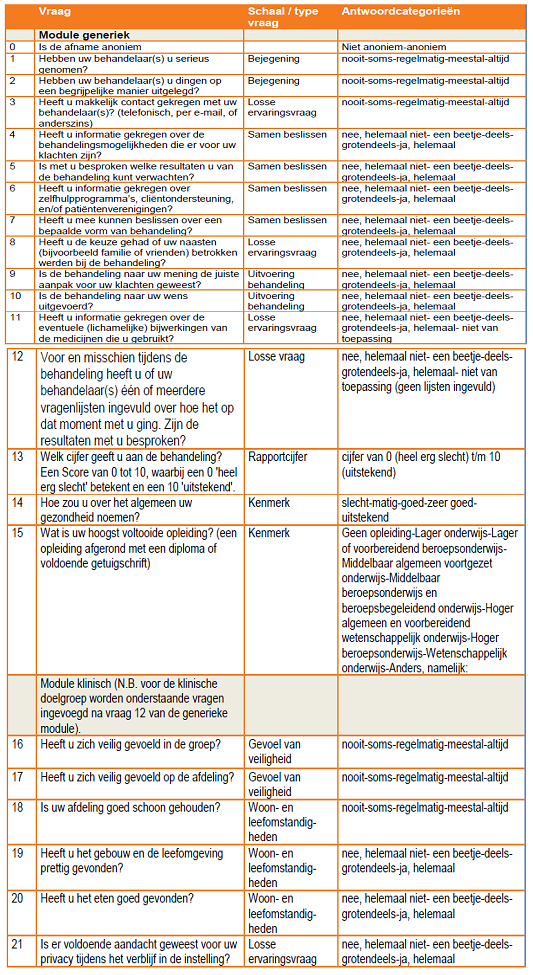 Vraag Schaal / type vraag Antwoordcategorieën
Module generiek
0 Is de afname anoniem Niet anoniem-anoniem
1 Hebben uw behandelaar(s) u serieus Bejegening nooit-soms-regelmatig-meestal-altijd
genomen?
2 Hebben uw behandelaar(s) u dingen op Bejegening nooit-soms-regelmatig-meestal-altijd
een begrijpelijke manier uitgelegd?
3 Heeft u makkelijk contact gekregen met uw Losse nooit-soms-regelmatig-meestal-altijd
behandelaar(s)? (telefonisch, per e-mail, of ervaringsvraag
anderszins)
4 Heeft u informatie gekregen over de Samen beslissen nee, helemaal niet- een beetje-deels-
behandelingsmogelijkheden die er voor uw grotendeels-ja, helemaal
klachten zijn?
5 Is met u besproken welke resultaten u van Samen beslissen nee, helemaal niet- een beetje-deels-
de behandeling kunt verwachten? grotendeels-ja, helemaal
6 Heeft u informatie gekregen over Samen beslissen nee, helemaal niet- een beetje-deels-
zelfhulpprogramma's, cliëntondersteuning, grotendeels-ja, helemaal
en/of patiëntenverenigingen?
7 Heeft u mee kunnen beslissen over een Samen beslissen nee, helemaal niet- een beetje-deels-
bepaalde vorm van behandeling? grotendeels-ja, helemaal
8 Heeft u de keuze gehad of uw naasten Losse nee, helemaal niet- een beetje-deels-
(bijvoorbeeld familie of vrienden) betrokken ervaringsvraag grotendeels-ja, helemaal
werden bij de behandeling?
9 Is de behandeling naar uw mening de juiste Uitvoering nee, helemaal niet- een beetje-deels-
aanpak voor uw klachten geweest? behandeling grotendeels-ja, helemaal
10 Is de behandeling naar uw wens Uitvoering nee, helemaal niet- een beetje-deels-
uitgevoerd? behandeling grotendeels-ja, helemaal
11 Heeft u informatie gekregen over de Losse nee, helemaal niet- een beetje-deels-
eventuele (lichamelijke) bijwerkingen van ervaringsvraag grotendeels-ja, helemaal- niet van
de medicijnen die u gebruikt? toepassing
12 Voor en misschien tijdens de Losse vraag nee, helemaal niet- een beetje-deels-
behandeling heeft u of uw grotendeels-ja, helemaal- niet van
behandelaar(s) één of meerdere toepassing (geen lijsten ingevuld)
vragenlijsten ingevuld over hoe het op
dat moment met u ging. Zijn de
resultaten met u besproken?
13 Welk cijfer geeft u aan de behandeling? Rapportcijfer cijfer van 0 (heel erg slecht) t/m 10
Een Score van 0 tot 10, waarbij een 0 'heel (uitstekend)
erg slecht' betekent en een 10 'uitstekend'.
14 Hoe zou u over het algemeen uw Kenmerk slecht-matig-goed-zeer goed-
gezondheid noemen? uitstekend
15 Wat is uw hoogst voltooide opleiding? (een Kenmerk Geen opleiding-Lager onderwijs-Lager
opleiding afgerond met een diploma of of voorbereidend beroepsonderwijs-
voldoende getuigschrift) Middelbaar algemeen voortgezet
onderwijs-Middelbaar
beroepsonderwijs en
beroepsbegeleidend onderwijs-Hoger
algemeen en voorbereidend
wetenschappelijk onderwijs-Hoger
beroepsonderwijs-Wetenschappelijk
onderwijs-Anders, namelijk:
Module klinisch (N.B. voor de klinische
doelgroep worden onderstaande vragen
ingevoegd na vraag 12 van de generieke
module).
16 Heeft u zich veilig gevoeld in de groep? Gevoel van nooit-soms-regelmatig-meestal-altijd
veiligheid
17 Heeft u zich veilig gevoeld op de afdeling? Gevoel van nooit-soms-regelmatig-meestal-altijd
veiligheid
18 Is uw afdeling goed schoon gehouden? Woon- en nooit-soms-regelmatig-meestal-altijd
leefomstandig-
heden
19 Heeft u het gebouw en de leefomgeving Woon- en nee, helemaal niet- een beetje-deels-
prettig gevonden? leefomstandig- grotendeels-ja, helemaal
heden
20 Heeft u het eten goed gevonden? Woon- en nee, helemaal niet- een beetje-deels-
leefomstandig- grotendeels-ja, helemaal
heden
21 Is er voldoende aandacht geweest voor uw Losse nee, helemaal niet- een beetje-deels-
privacy tijdens het verblijf in de instelling? ervaringsvraag grotendeels-ja, helemaal